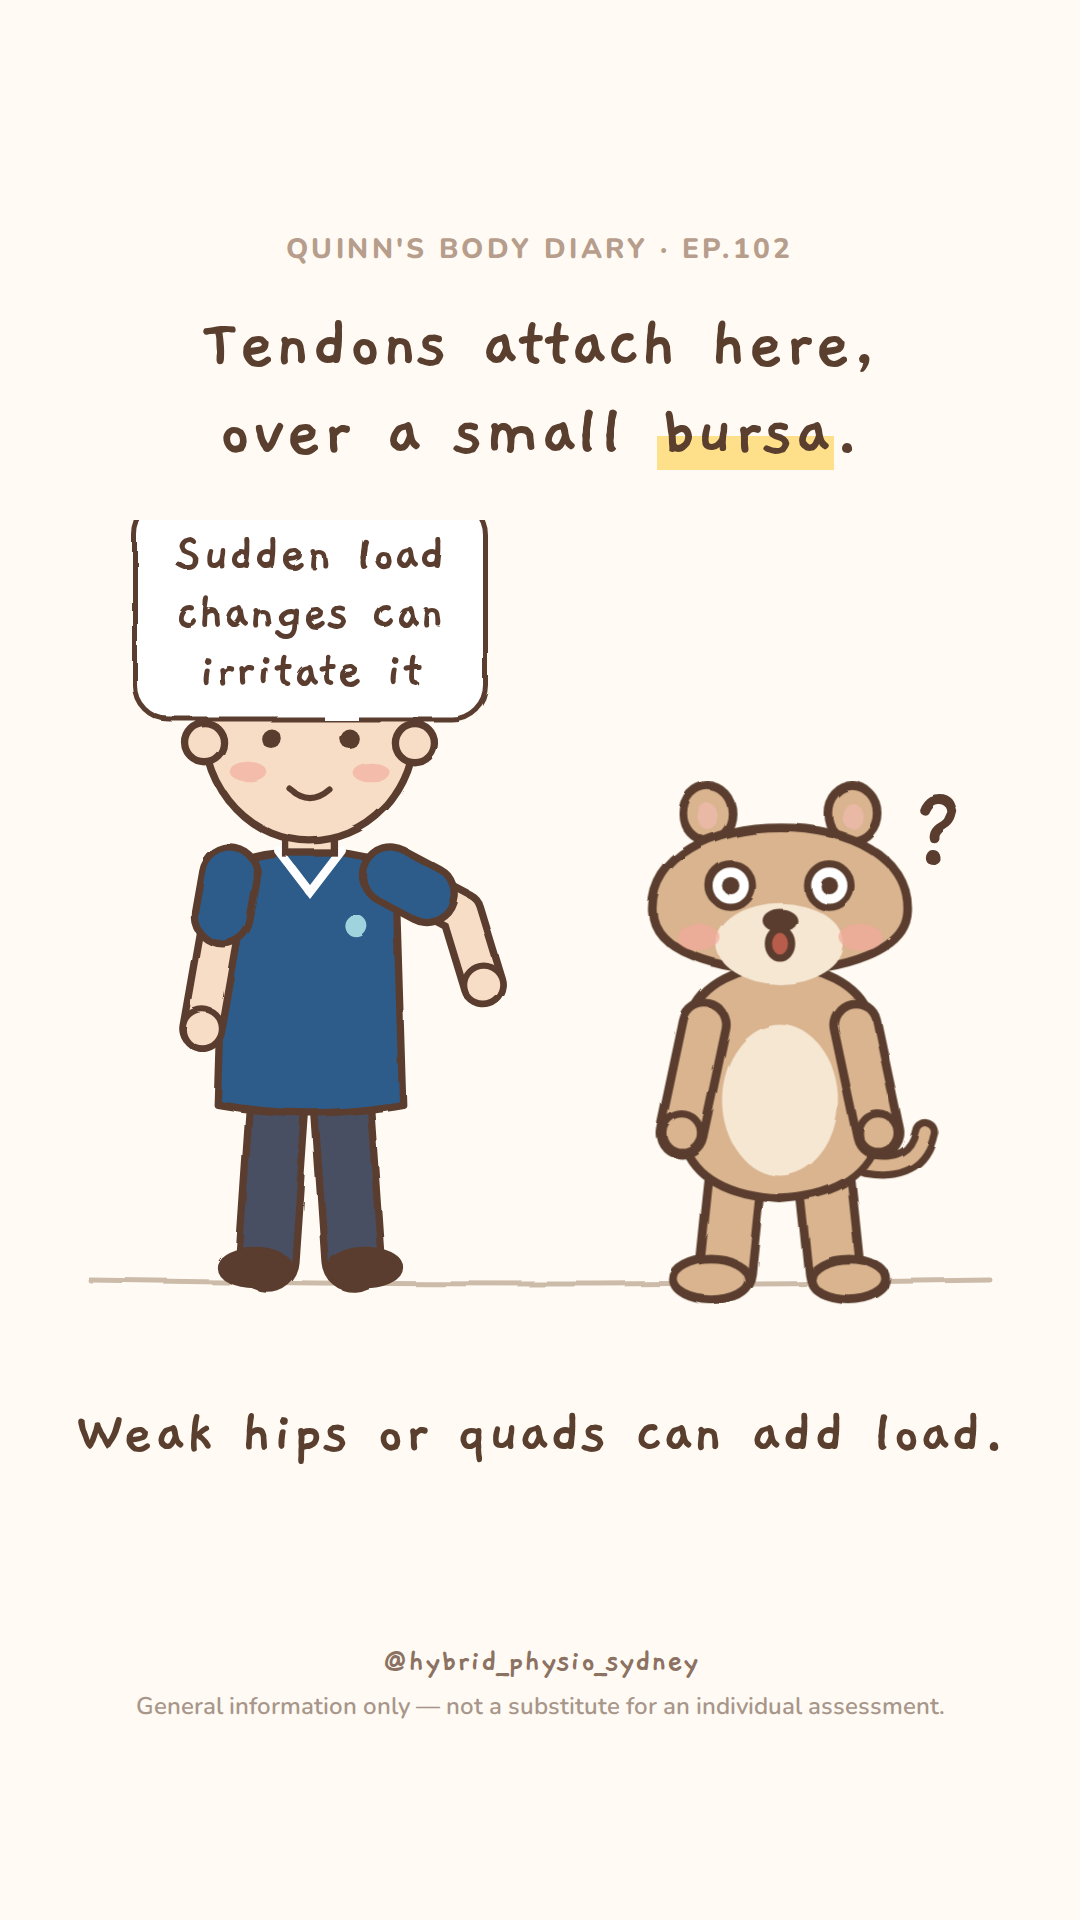 QUINN'S BODY DIARY · EP.102
Tendons attach here,
over a small bursa.
Sudden load
changes can
irritate it
?
Weak hips or quads can add load.
@hybrid_physio_sydney
General information only — not a substitute for an individual assessment.